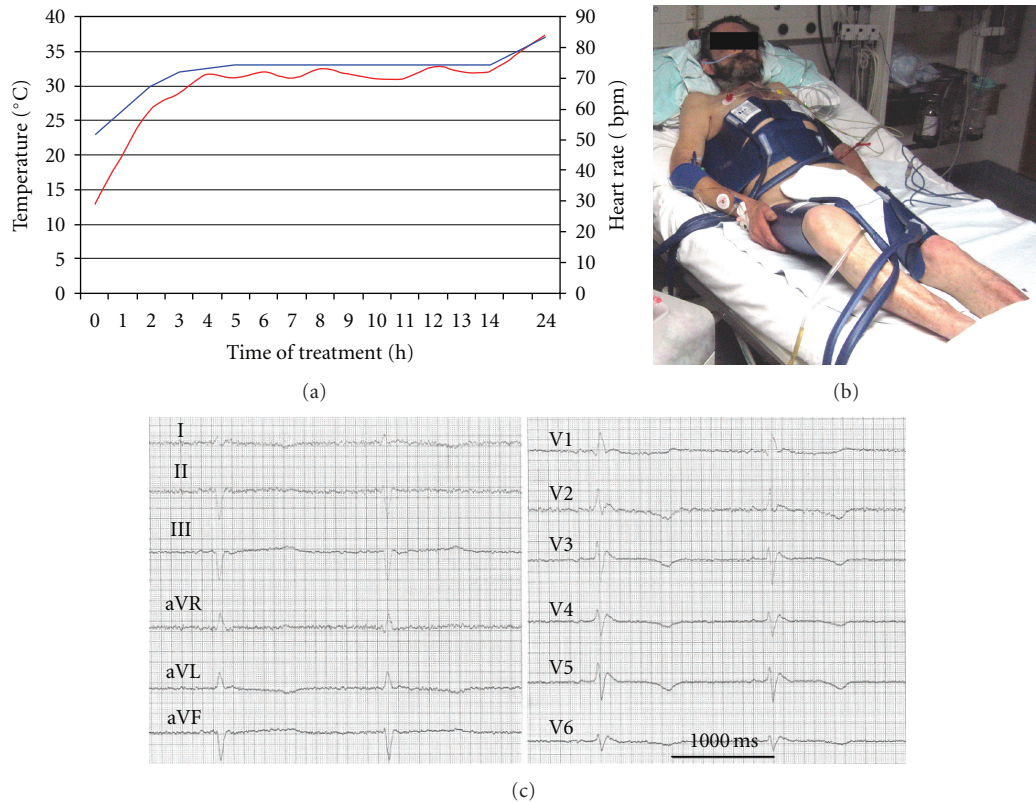 40
35
30
25
20
15
10
5
0
Temperature (°C)
90
80
70
60
50
40
30
20
10
0
Heart rate ( bpm)
0 1 2 3 4 5 6 7 8 9 10 11 12 13 14 24
Time of treatment (h)
(a)
(b)
I
II
III
aVR
aVL
aVF
V1
V2
V3
V4
V5
V6
1000 ms
(c)